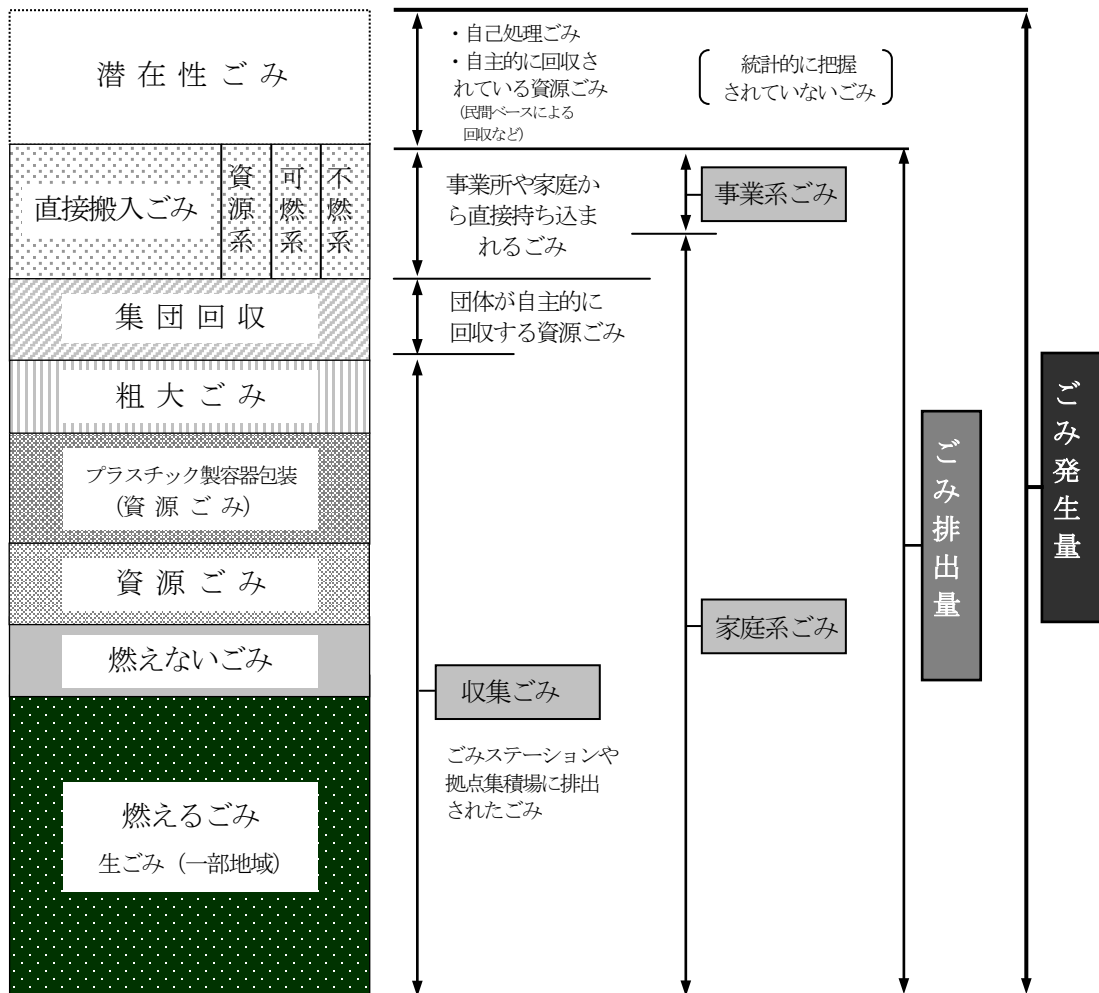 潜在性ごみ
・自己処理ごみ
・自主的に回収さ
れている資源ごみ
(民間ベースによる
回収など)
統計的に把握
されていないごみ
直接搬入ごみ
資源系
可燃系
不燃系
事業所や家庭か
ら直接持ち込ま
れるごみ
事業系ごみ
集団回収
団体が自主的に
回収する資源ごみ
粗大ごみ
プラスチック製容器包装
(資源ごみ)
資源ごみ
燃えないごみ
燃えるごみ
生ごみ(一部地域)
収集ごみ
ごみステーションや
拠点集積場に排出
されたごみ
家庭系ごみ
ごみ排出量
ごみ発生量